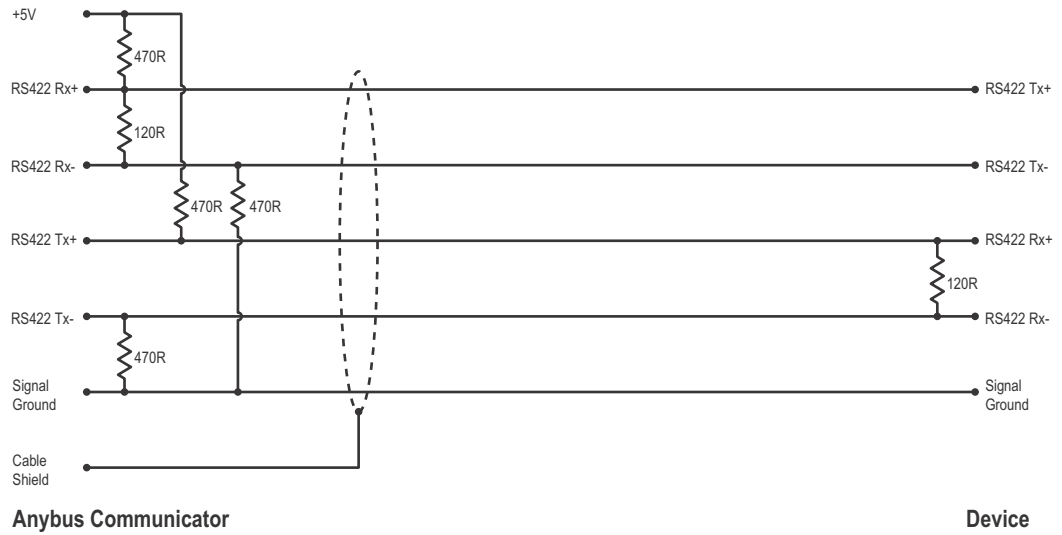 +5V
470R
RS422 Rx+
RS422 Tx+
120R
RS422 Rx-
RS422 Tx-
470R
470R
RS422 Tx+
RS422 Rx+
120R
RS422 Tx-
RS422 Rx-
470R
Signal
Ground
Signal
Ground
Cable
Shield
Anybus Communicator
Device